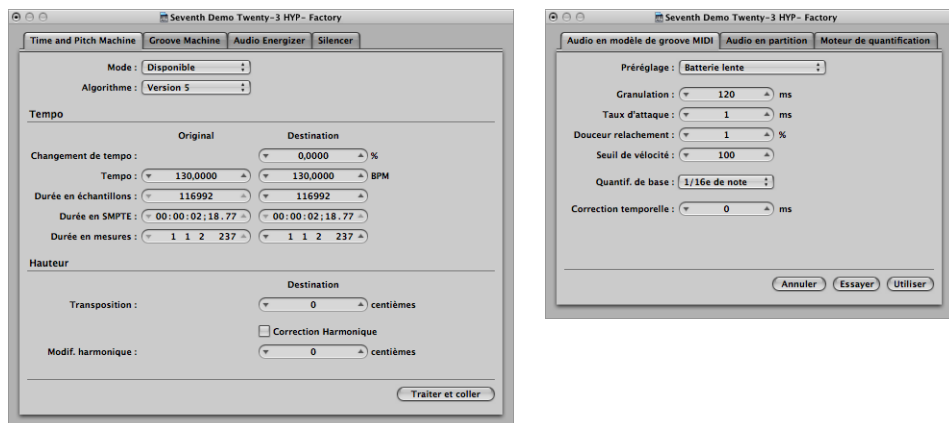 Seventh Demo Twenty-3 HYP- Factory
Time and Pitch Machine Groove Machine Audio Energizer Silencer
Mode : Disponible
Algorithme : Version 5
Tempo
Original Destination
Changement de tempo : 0,0000 %
Tempo : 130,0000 130,0000 BPM
Durée en échantillons : 116992 116992
Durée en SMPTE : 00:00:02;18.77 00:00:02;18.77
Durée en mesures : 1 1 2 237 1 1 2 237
Hauteur
Destination
Transposition : 0 centièmes
Correction Harmonique
Modif. harmonique : 0 centièmes
Traiter et coller
Seventh Demo Twenty-3 HYP- Factory
Audio en modèle de groove MIDI Audio en partition Moteur de quantification
Préréglage : Batterie lente
Granulation : 120 ms
Taux d'attaque : 1 ms
Douceur relachement : 1 %
Seuil de vélocité : 100
Quantif. de base : 1/16e de note
Correction temporelle : 0 ms
Annuler Essayer Utiliser